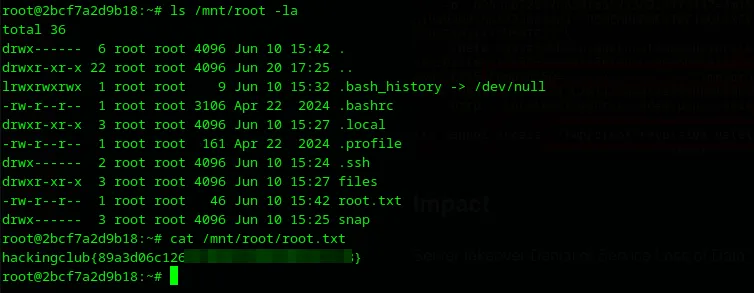 root@2bcf7a2d9b18:~# ls /mnt/root -la
total 36
drwx------  6 root root 4096 Jun 10 15:42 .
drwxr-xr-x 22 root root 4096 Jun 20 17:25 ..
lrwxrwxrwx  1 root root    9 Jun 10 15:32 .bash_history -> /dev/null
-rw-r--r--  1 root root 3106 Apr 22  2024 .bashrc
drwxr-xr-x  3 root root 4096 Jun 10 15:27 .local
-rw-r--r--  1 root root  161 Apr 22  2024 .profile
drwx------  2 root root 4096 Jun 10 15:24 .ssh
drwxr-xr-x  3 root root 4096 Jun 10 15:27 files
-rw-r--r--  1 root root   46 Jun 10 15:42 root.txt
drwx------  3 root root 4096 Jun 10 15:25 snap
root@2bcf7a2d9b18:~# cat /mnt/root/root.txt
hackingclub{89a3d06c126 }
root@2bcf7a2d9b18:~#
Impact